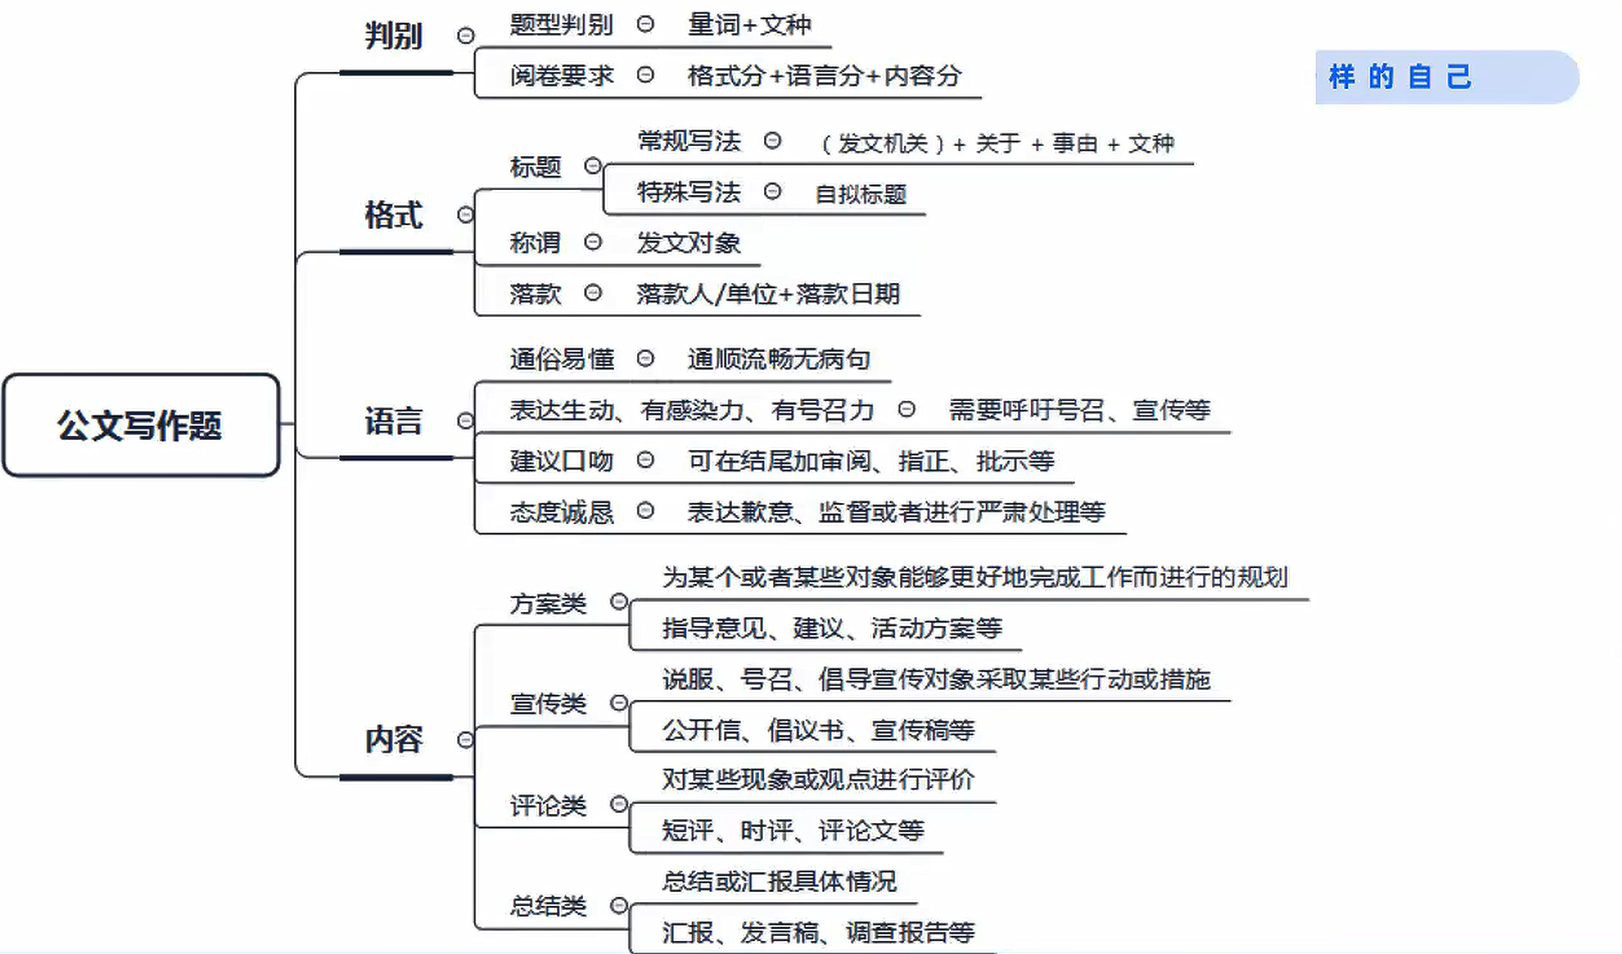 公文写作题
判别
题型判别
量词+文种
阅卷要求
格式分+语言分+内容分
样的自己
格式
标题
常规写法
（发文机关）+ 关于 + 事由 + 文种
特殊写法
自拟标题
称谓
发文对象
落款
落款人/单位+落款日期
语言
通俗易懂
通顺流畅无病句
表达生动、有感染力、有号召力
需要呼吁号召、宣传等
建议口吻
可在结尾加审阅、指正、批示等
态度诚恳
表达歉意、监督或者进行严肃处理等
内容
方案类
为某个或者某些对象能够更好地完成工作而进行的规划
指导意见、建议、活动方案等
宣传类
说服、号召、倡导宣传对象采取某些行动或措施
公开信、倡议书、宣传稿等
评论类
对某些现象或观点进行评价
短评、时评、评论文等
总结类
总结或汇报具体情况
汇报、发言稿、调查报告等